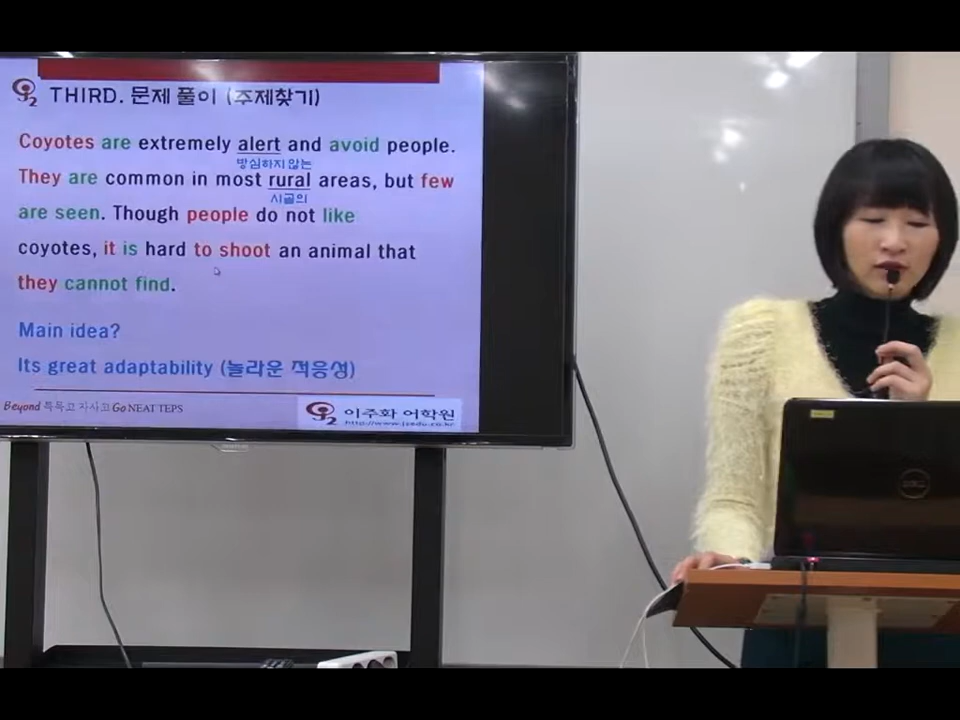 THIRD. 문제 풀이 (주제찾기)
Coyotes are extremely alert and avoid people.
방심하지 않는
They are common in most rural areas, but few
시골의
are seen. Though people do not like
coyotes, it is hard to shoot an animal that
they cannot find.
Main idea?
Its great adaptability (놀라운 적응성)
Beyond 특목고 자사고 Go NEAT TEPS
이주화 어학원
DELL